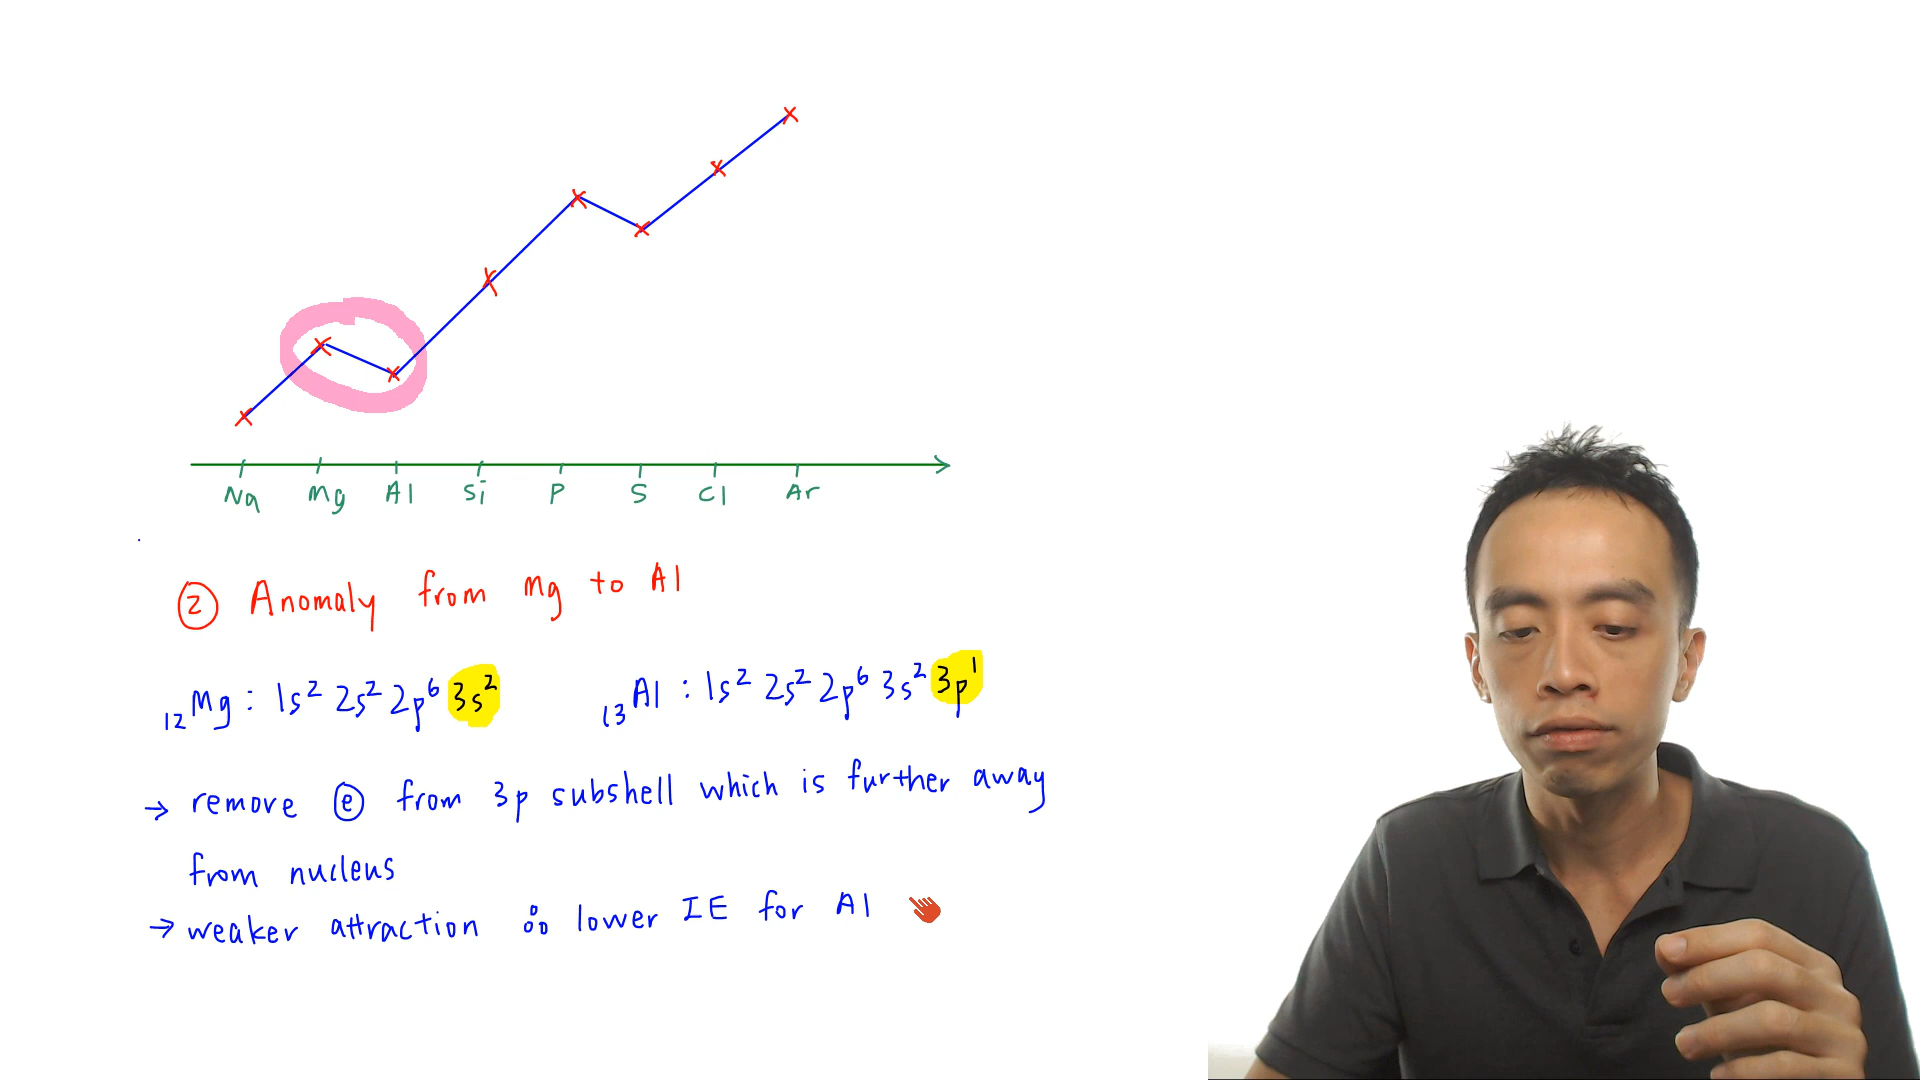 Na Mg Al Si P S Cl Ar
② Anomaly from Mg to Al
₁₂Mg : 1s² 2s² 2p⁶ 3s² ₁₃Al : 1s² 2s² 2p⁶ 3s² 3p¹
→ remove ⓔ from 3p subshell which is further away
from nucleus
→ weaker attraction ∴ lower IE for Al